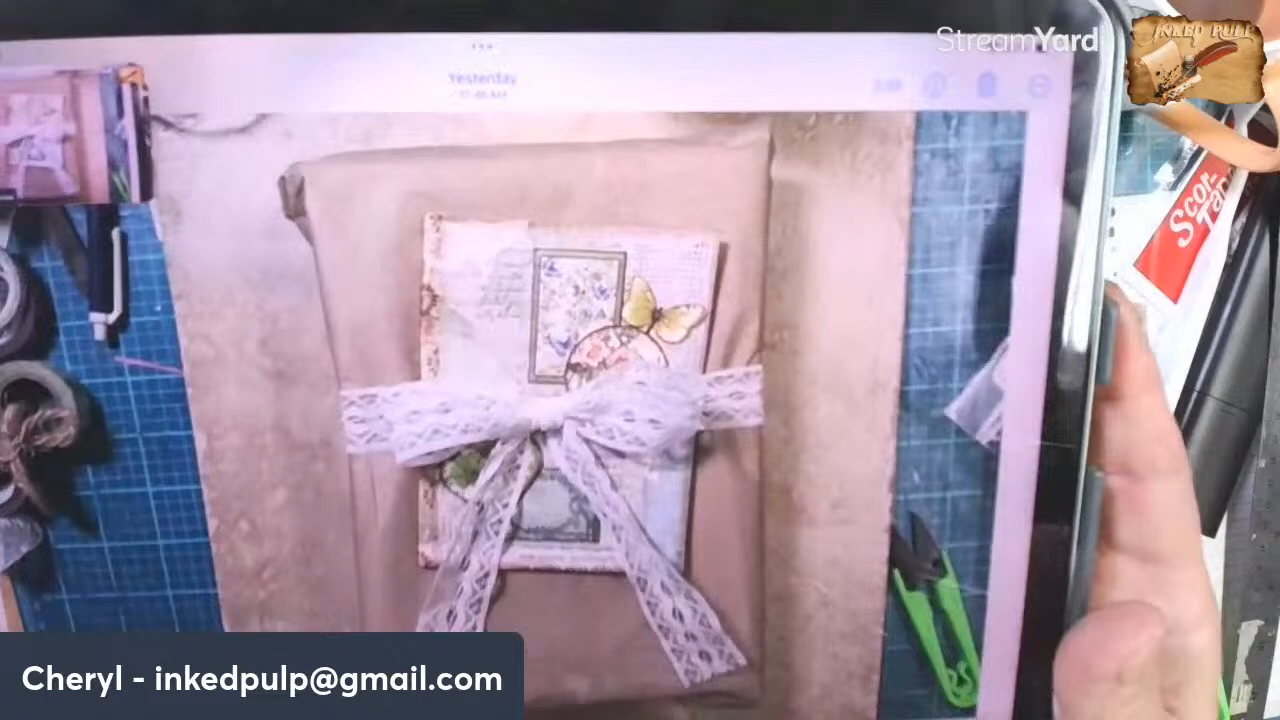 StreamYard
INKED PULP
Yesterday
Scor-
Tape
Cheryl - inkedpulp@gmail.com